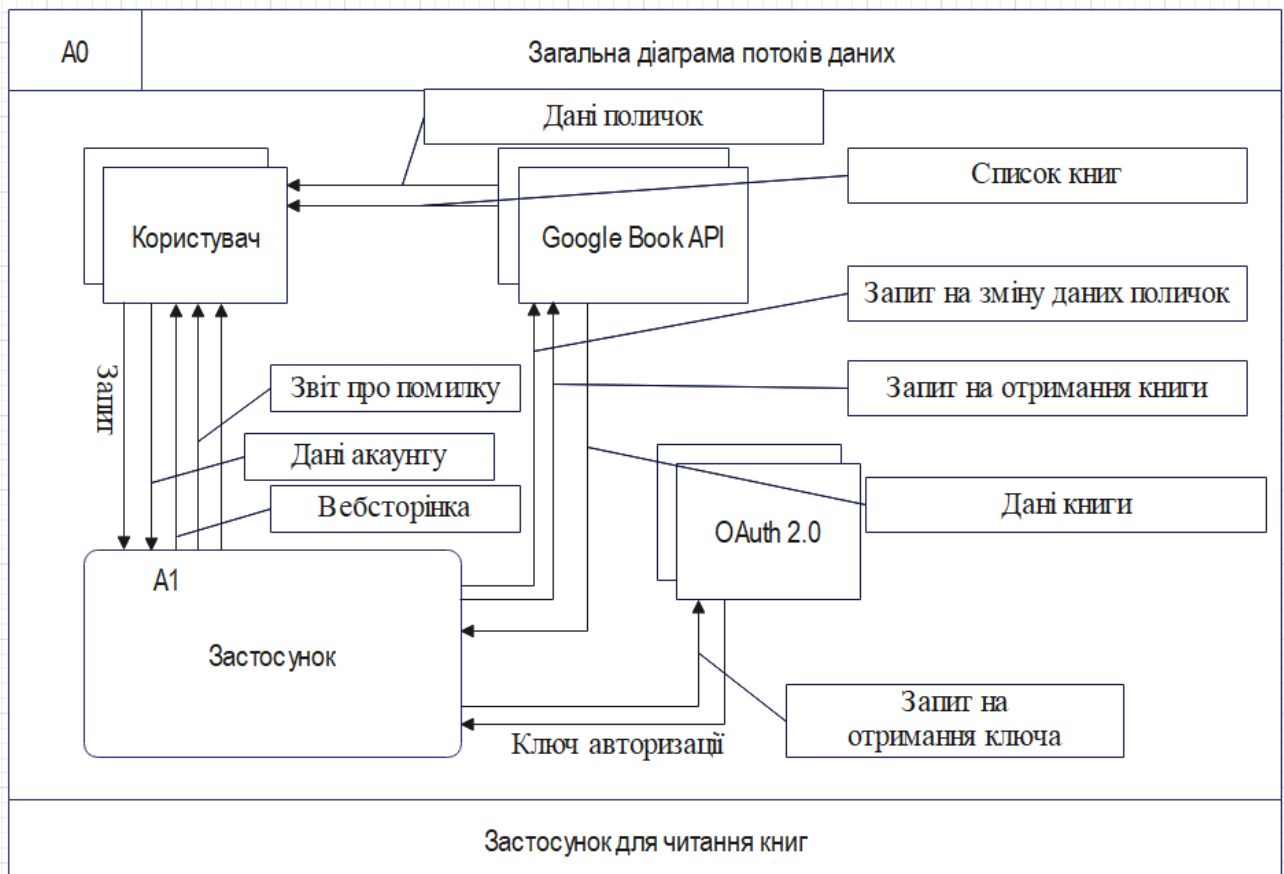 A0
Загальна діаграма потоків даних
Дані поличок
Список книг
Користувач
Google Book API
Запит на зміну даних поличок
Запит
Звіт про помилку
Запит на отримання книги
Дані акаунту
Вебсторінка
Дані книги
OAuth 2.0
A1
Застосунок
Запит на
отримання ключа
Ключ авторизації
Застосунок для читання книг